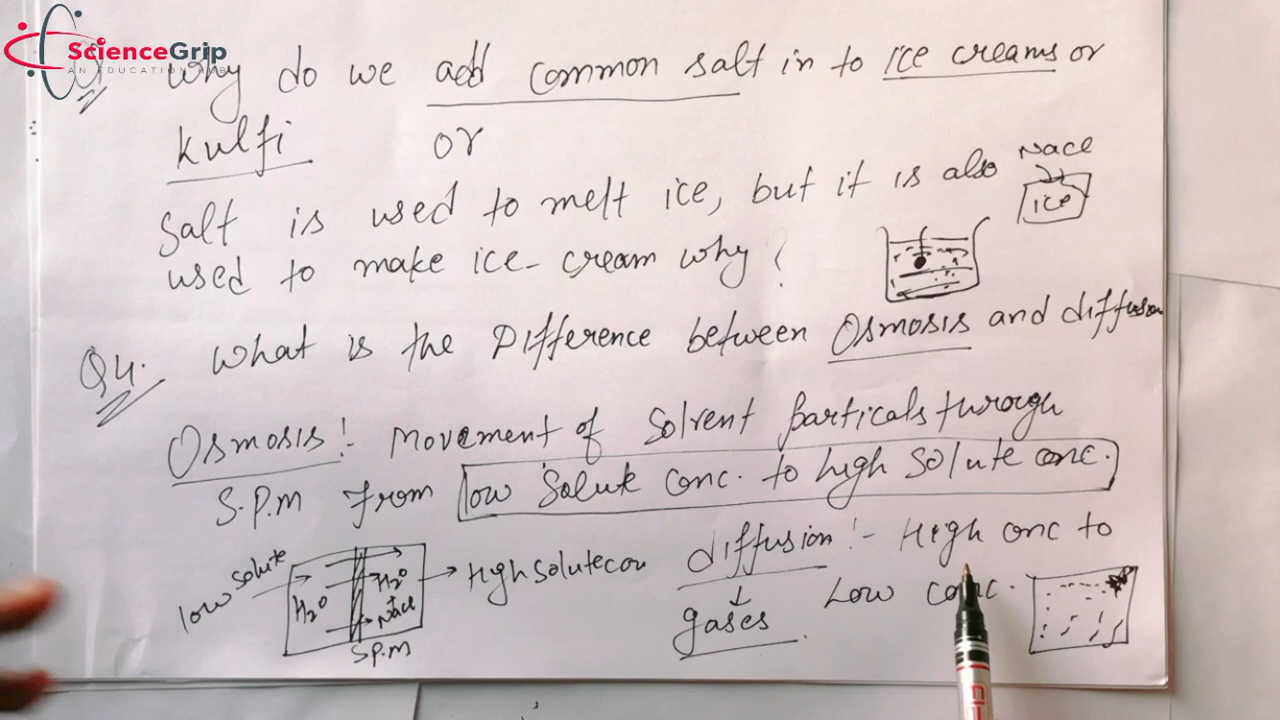 ScienceGrip
AN EDUCATION HUB
Why do we add common salt in to ice creams or
Kulfi or
Salt is used to melt ice, but it is also
used to make ice-cream why?
NaCl
ice
Q4. What is the Difference between Osmosis and diffusion
Osmosis:- Movement of Solvent particals through
S.P.M from low Solute conc. to high solute conc.
low solute
H2O
H2O
+
NaCl
S.P.M
High solute con
diffusion:- High conc to
Low conc.
gases